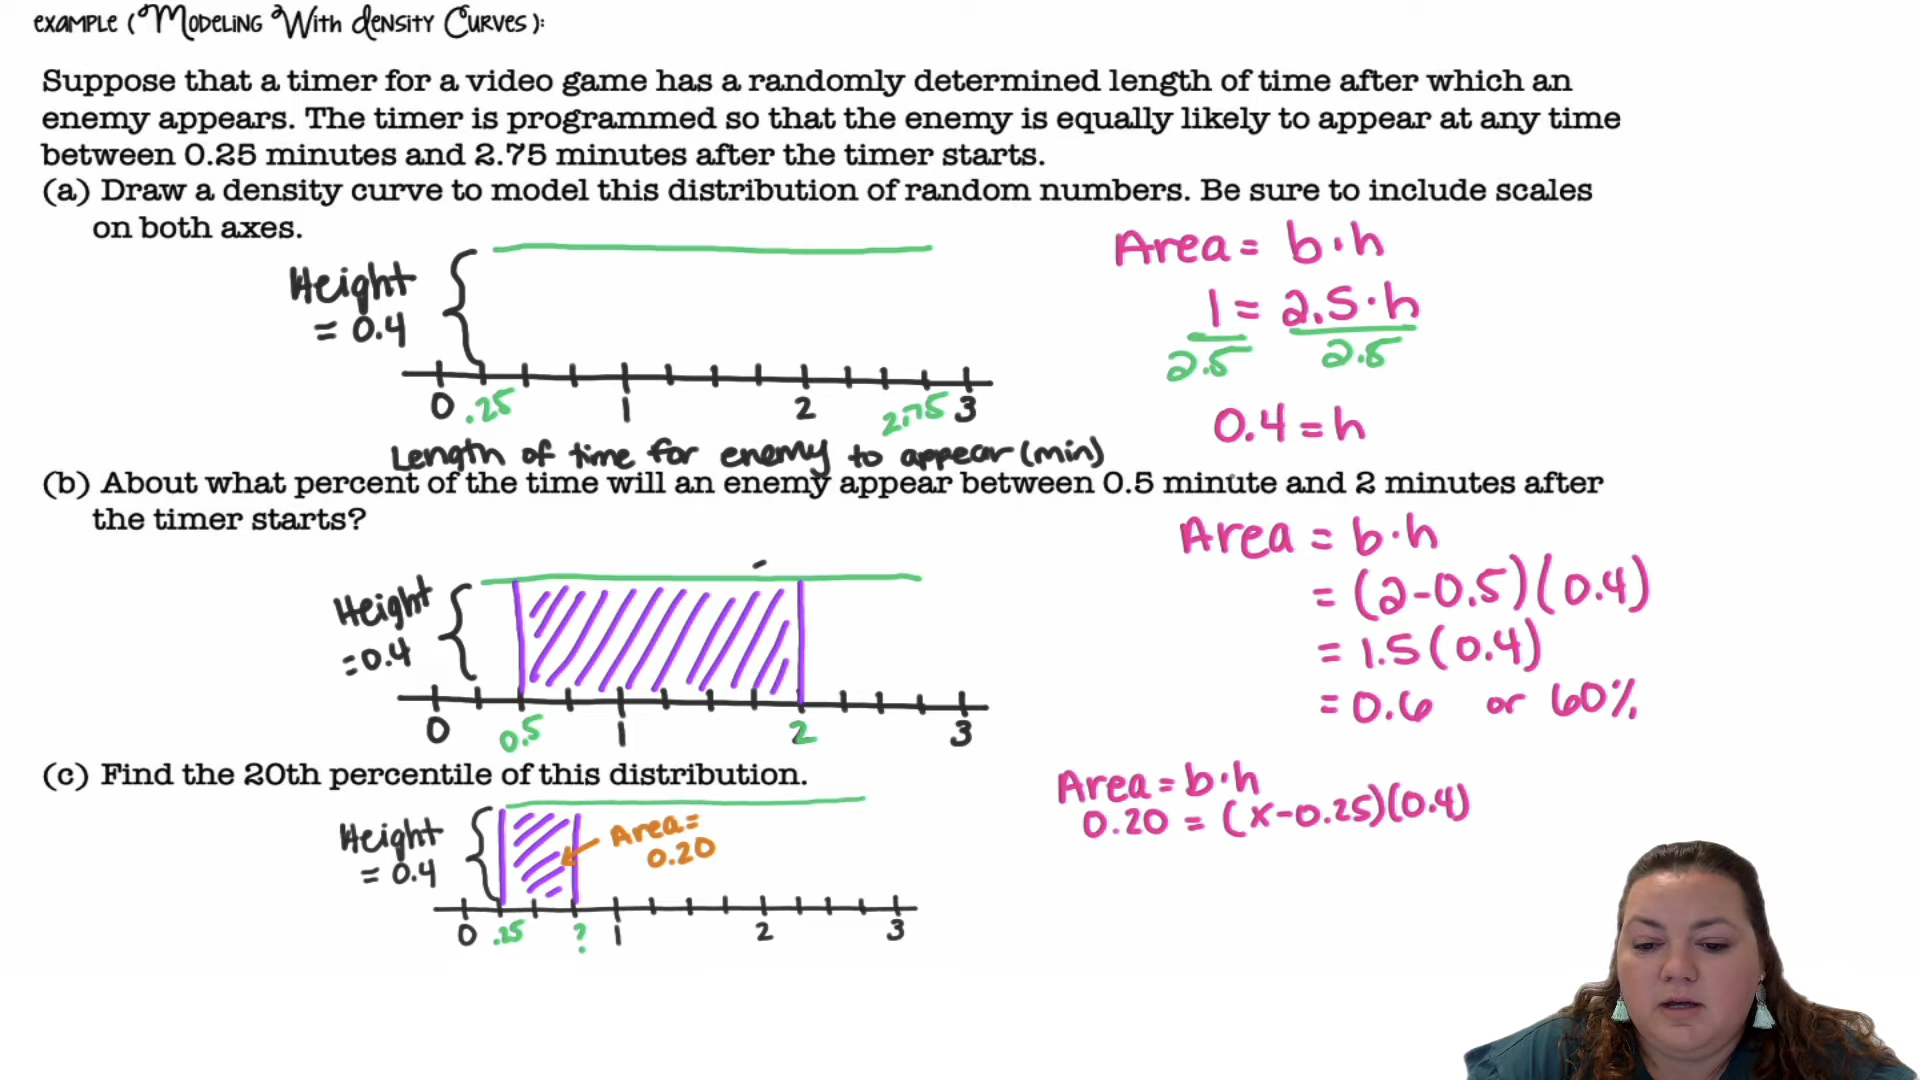 Example (Modeling With Density Curves):
Suppose that a timer for a video game has a randomly determined length of time after which an
enemy appears. The timer is programmed so that the enemy is equally likely to appear at any time
between 0.25 minutes and 2.75 minutes after the timer starts.
(a) Draw a density curve to model this distribution of random numbers. Be sure to include scales
on both axes.
Height
= 0.4
0 .25 1 2 2.75 3
Length of time for enemy to appear (min)
Area = b·h
1 = 2.5·h
2.5 2.5
0.4 = h
(b) About what percent of the time will an enemy appear between 0.5 minute and 2 minutes after
the timer starts?
Height
=0.4
0 0.5 1 2 3
Area = b·h
= (2-0.5)(0.4)
= 1.5(0.4)
= 0.6 or 60%
(c) Find the 20th percentile of this distribution.
Height
= 0.4
Area =
0.20
0 .25 ? 1 2 3
Area = b·h
0.20 = (x-0.25)(0.4)